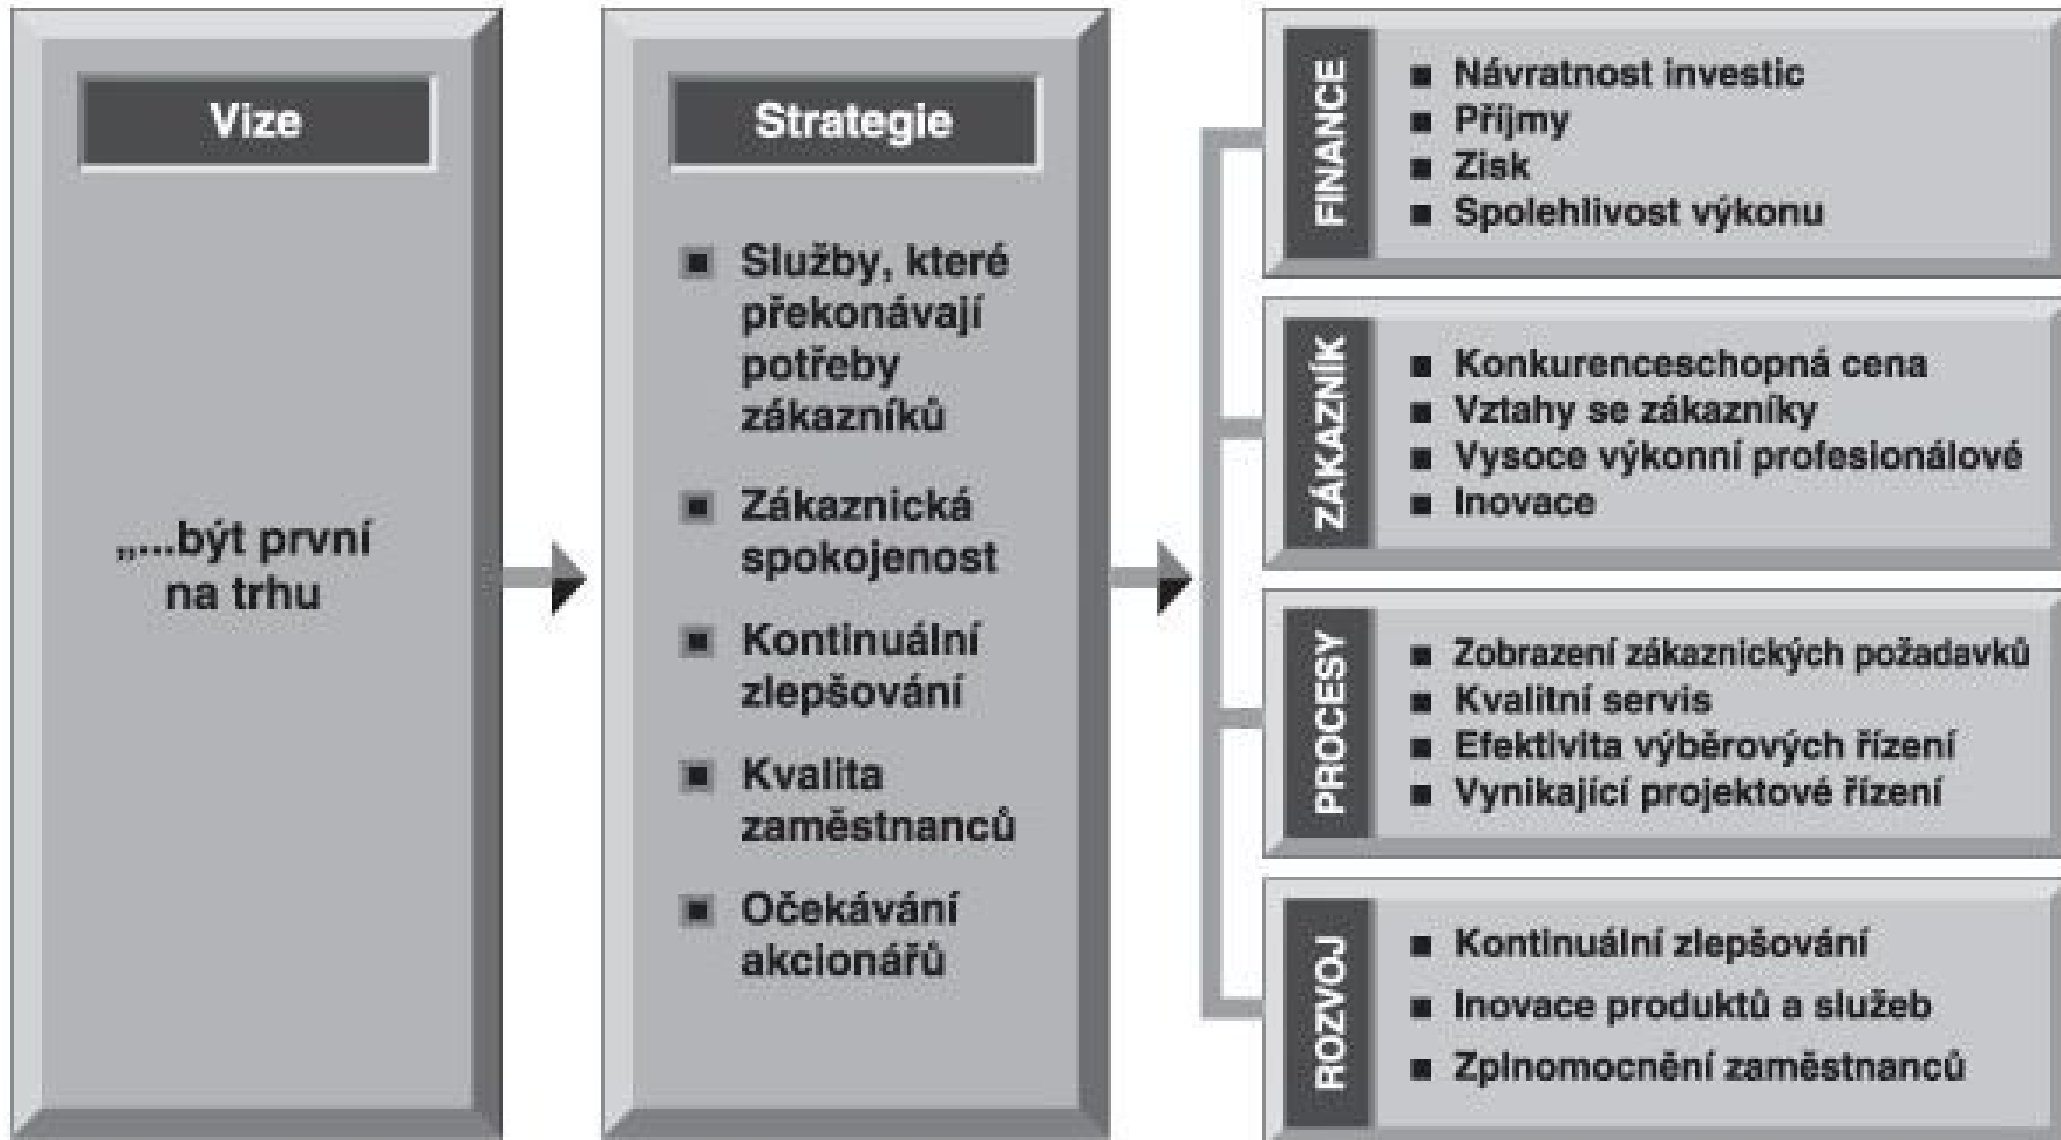 Vize
„...být první
na trhu
Strategie
Služby, které
překonávají
potřeby
zákazníků
Zákaznická
spokojenost
Kontinuální
zlepšování
Kvalita
zaměstnanců
Očekávání
akcionářů
FINANCE
Návratnost investic
Příjmy
Zisk
Spolehlivost výkonu
ZÁKAZNÍK
Konkurenceschopná cena
Vztahy se zákazníky
Vysoce výkonní profesionálové
Inovace
PROCESY
Zobrazení zákaznických požadavků
Kvalitní servis
Efektivita výběrových řízení
Vynikající projektové řízení
ROZVOJ
Kontinuální zlepšování
Inovace produktů a služeb
Zplnomocnění zaměstnanců